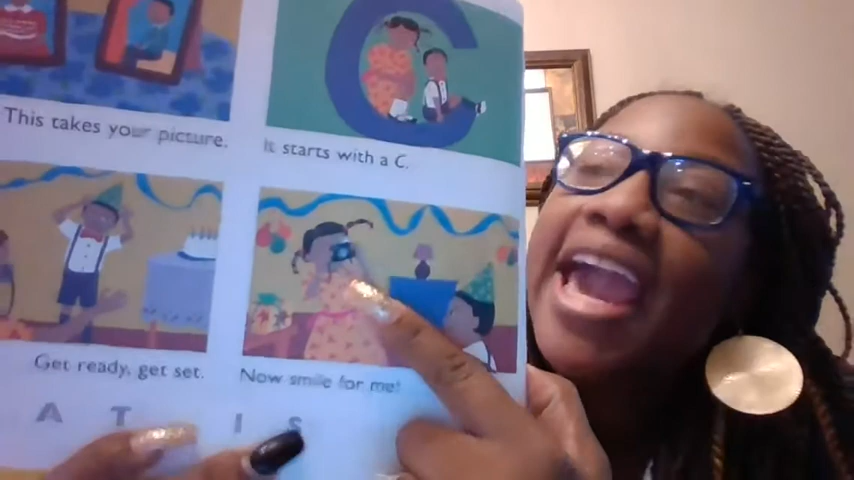 This takes your picture.
It starts with a C.
C
Get ready, get set.
Now smile for me!
A T I S